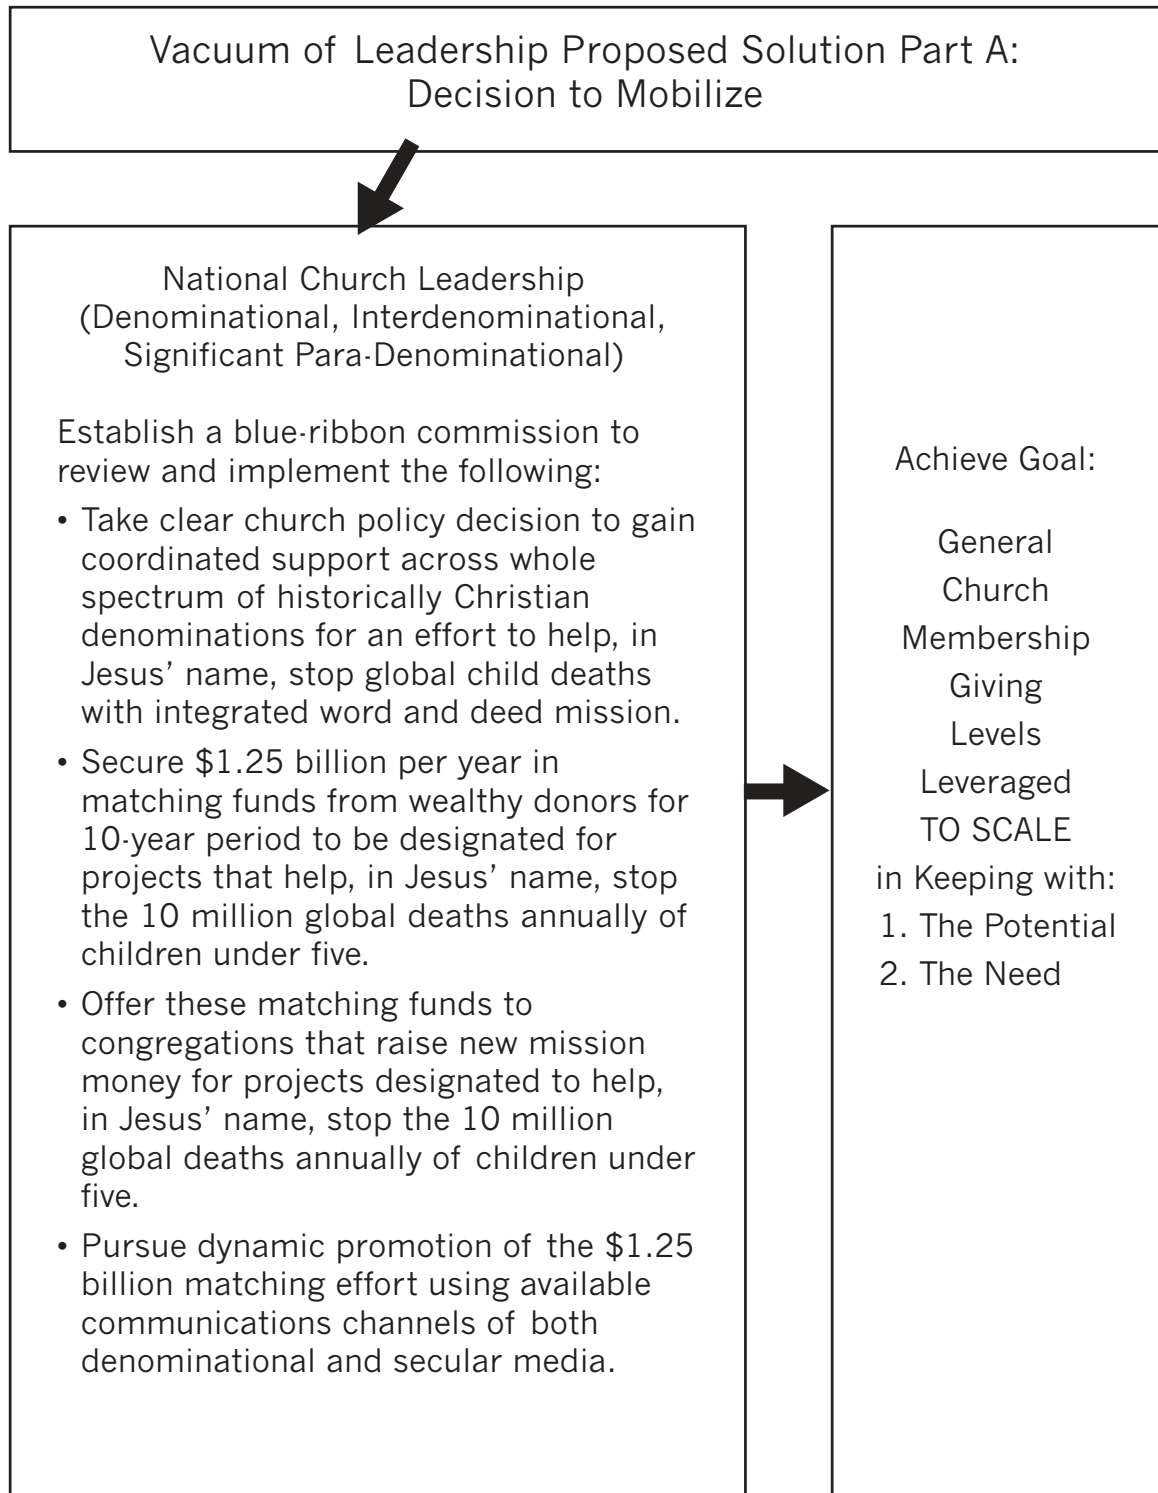 Vacuum of Leadership Proposed Solution Part A:
Decision to Mobilize
National Church Leadership
(Denominational, Interdenominational,
Significant Para-Denominational)
Establish a blue-ribbon commission to
review and implement the following:
• Take clear church policy decision to gain
coordinated support across whole
spectrum of historically Christian
denominations for an effort to help, in
Jesus’ name, stop global child deaths
with integrated word and deed mission.
• Secure $1.25 billion per year in
matching funds from wealthy donors for
10-year period to be designated for
projects that help, in Jesus’ name, stop
the 10 million global deaths annually of
children under five.
• Offer these matching funds to
congregations that raise new mission
money for projects designated to help,
in Jesus’ name, stop the 10 million
global deaths annually of children under
five.
• Pursue dynamic promotion of the $1.25
billion matching effort using available
communications channels of both
denominational and secular media.
Achieve Goal:
General
Church
Membership
Giving
Levels
Leveraged
TO SCALE
in Keeping with:
1. The Potential
2. The Need